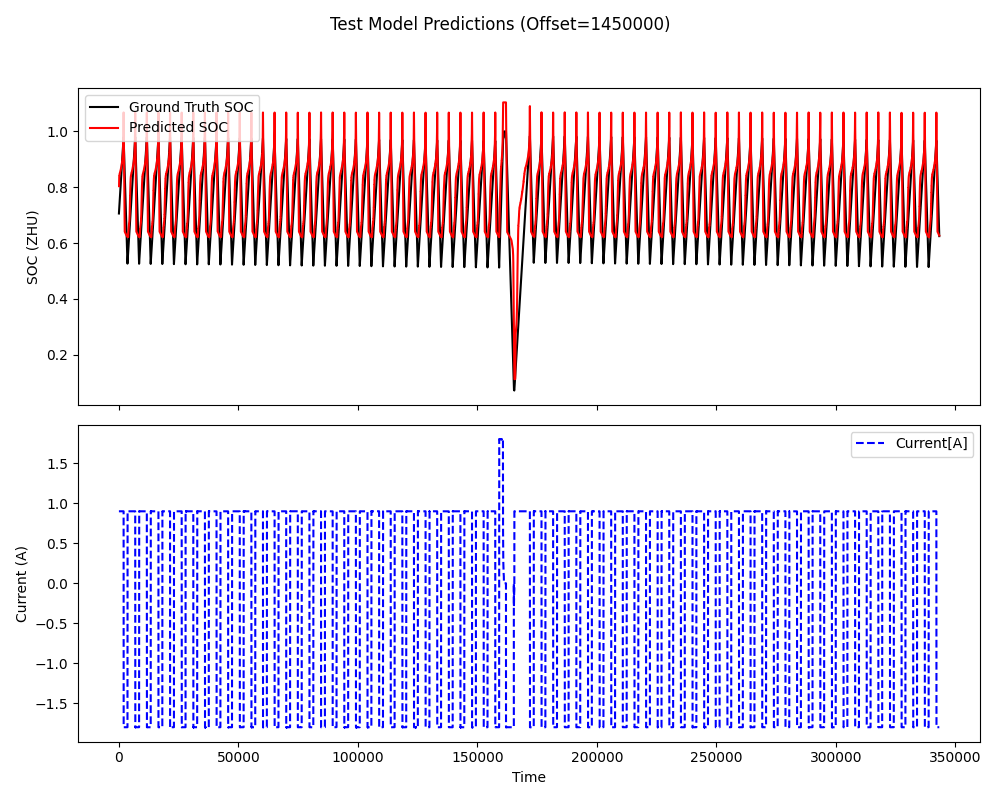 Test Model Predictions (Offset=1450000)
Ground Truth SOC
Predicted SOC
1.0
0.8
0.6
0.4
0.2
SOC (ZHU)
Current[A]
1.5
1.0
0.5
0.0
−0.5
−1.0
−1.5
Current (A)
0 50000 100000 150000 200000 250000 300000 350000
Time